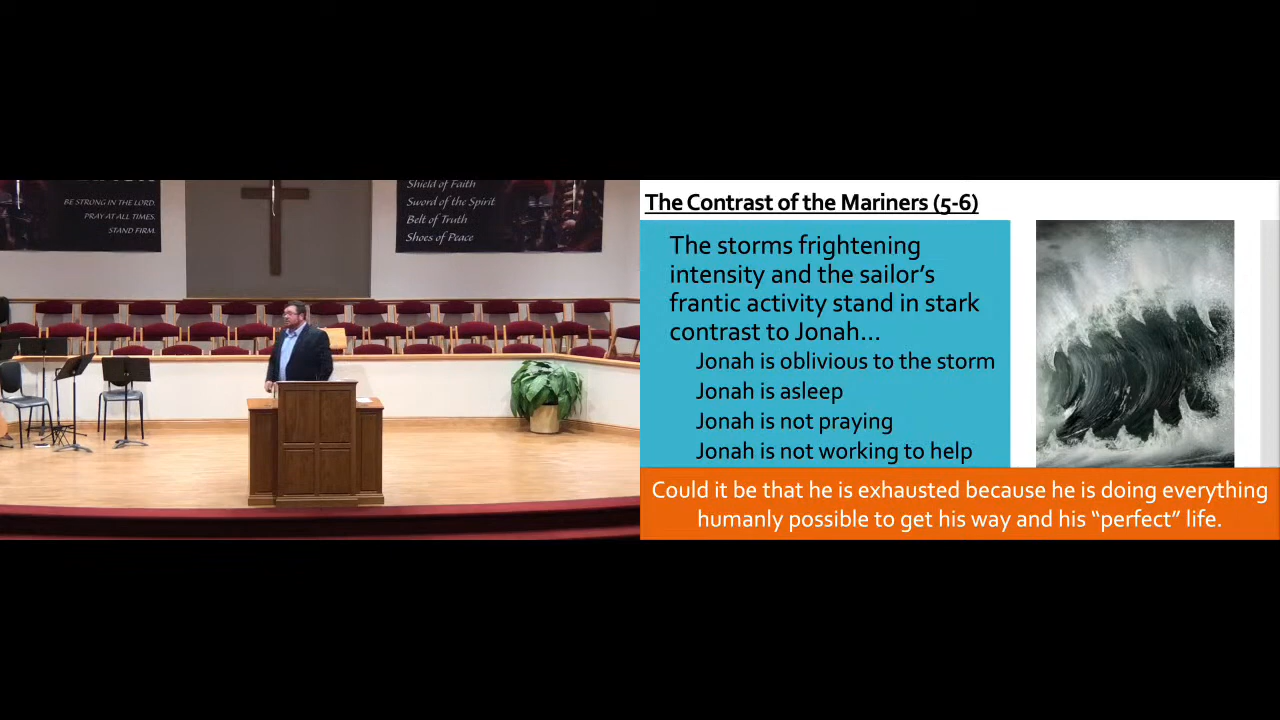 BE STRONG IN THE LORD.
PRAY AT ALL TIMES.
STAND FIRM.
Shield of Faith
Sword of the Spirit
Belt of Truth
Shoes of Peace
The Contrast of the Mariners (5-6)
The storms frightening
intensity and the sailor’s
frantic activity stand in stark
contrast to Jonah…
Jonah is oblivious to the storm
Jonah is asleep
Jonah is not praying
Jonah is not working to help
Could it be that he is exhausted because he is doing everything
humanly possible to get his way and his “perfect” life.